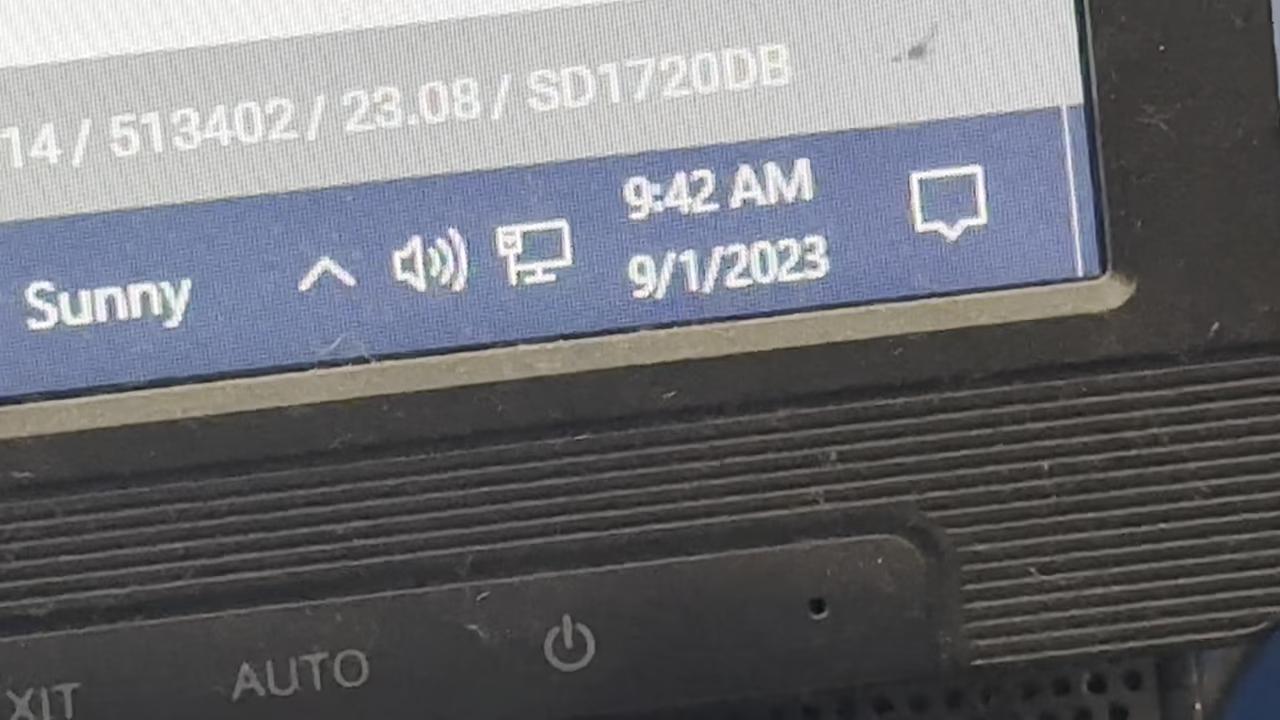 14 / 513402 / 23.08 / SD1720DB
Sunny
9:42 AM
9/1/2023
XIT
AUTO